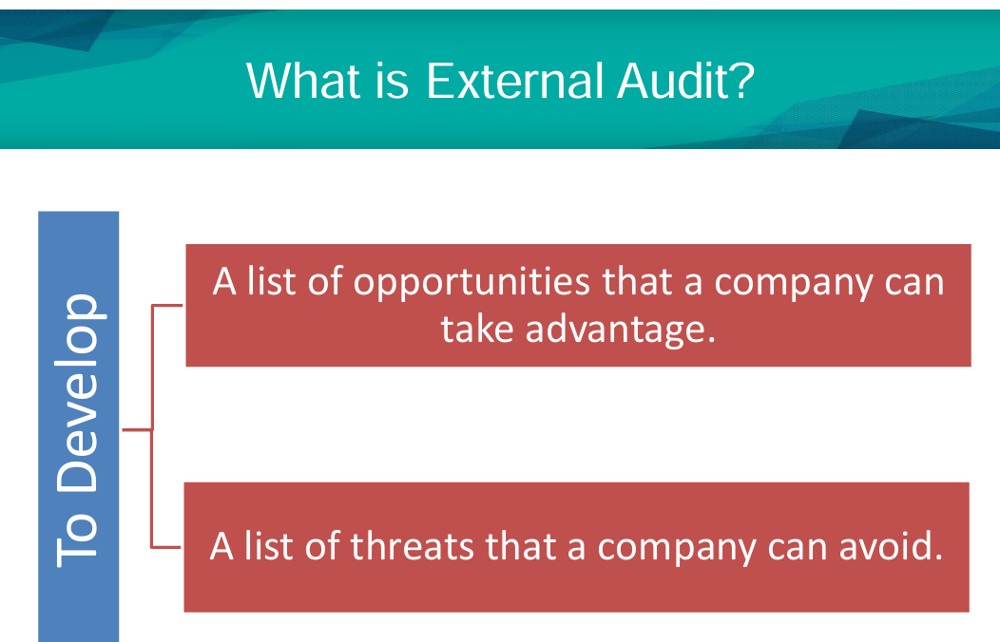 What is External Audit?
To Develop
A list of opportunities that a company can
take advantage.
A list of threats that a company can avoid.